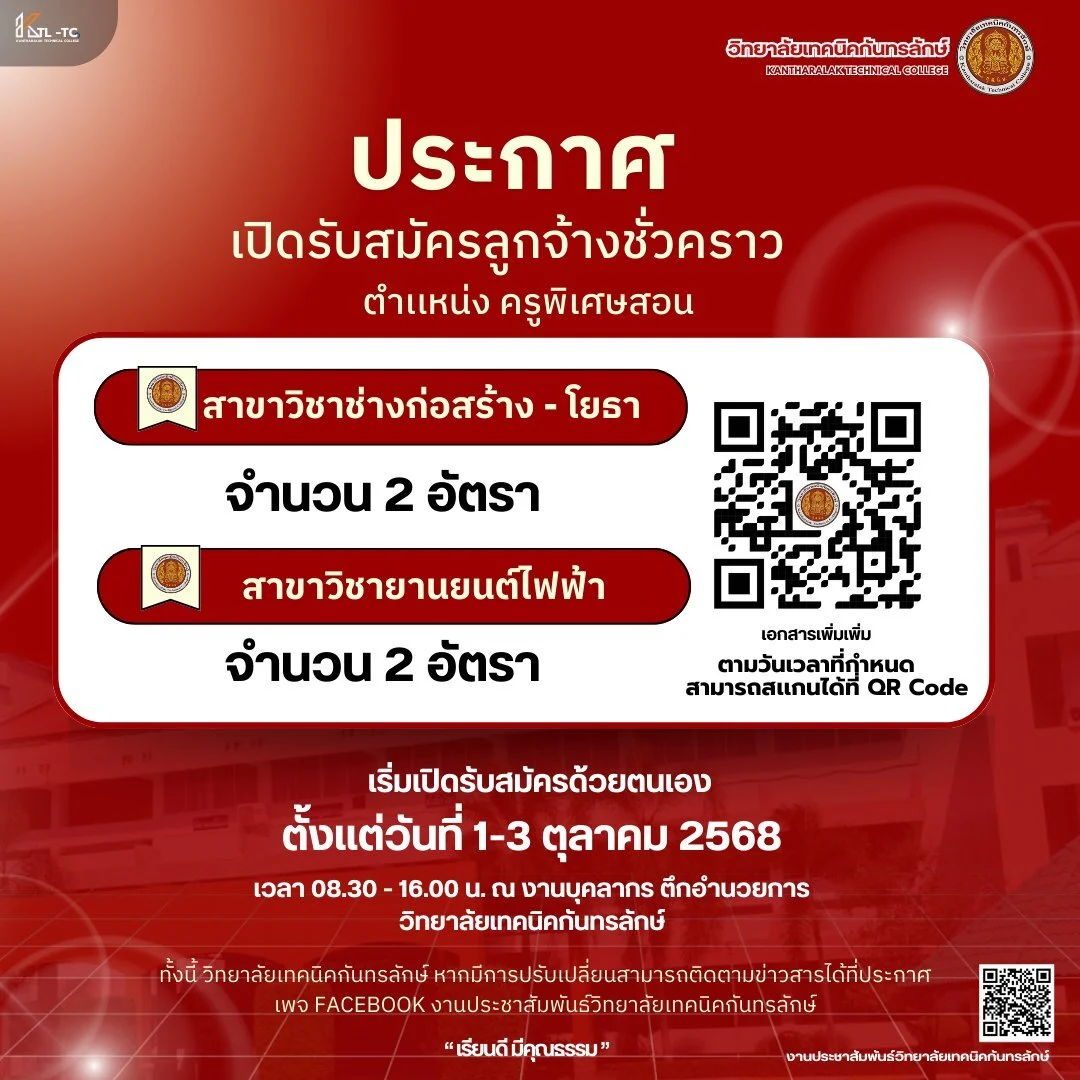 KTL -TC
KANTHARALAK TECHNICAL COLLEGE
วิทยาลัยเทคนิคกันทรลักษ์
KANTHARALAK TECHNICAL COLLEGE
ประกาศ
เปิดรับสมัครลูกจ้างชั่วคราว
ตำแหน่ง ครูพิเศษสอน
สาขาวิชาช่างก่อสร้าง - โยธา
จำนวน 2 อัตรา
สาขาวิชายานยนต์ไฟฟ้า
จำนวน 2 อัตรา
เอกสารเพิ่มเพิ่ม
ตามวันเวลาที่กำหนด
สามารถสแกนได้ที่ QR Code
เริ่มเปิดรับสมัครด้วยตนเอง
ตั้งแต่วันที่ 1-3 ตุลาคม 2568
เวลา 08.30 - 16.00 น. ณ งานบุคลากร ตึกอำนวยการ
วิทยาลัยเทคนิคกันทรลักษ์
ทั้งนี้ วิทยาลัยเทคนิคกันทรลักษ์ หากมีการปรับเปลี่ยนสามารถติดตามข่าวสารได้ที่ประกาศ
เพจ FACEBOOK งานประชาสัมพันธ์วิทยาลัยเทคนิคกันทรลักษ์
“ เรียนดี มีคุณธรรม ”
งานประชาสัมพันธ์วิทยาลัยเทคนิคกันทรลักษ์